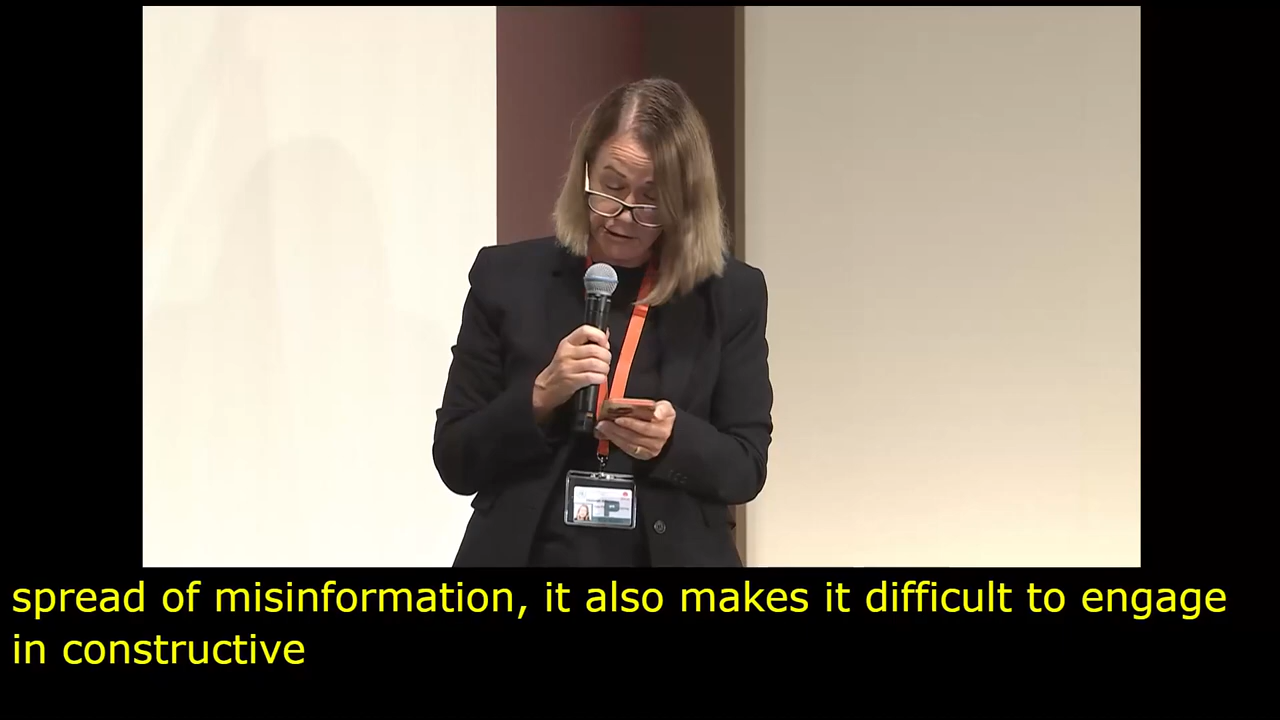 P
spread of misinformation, it also makes it difficult to engage
in constructive